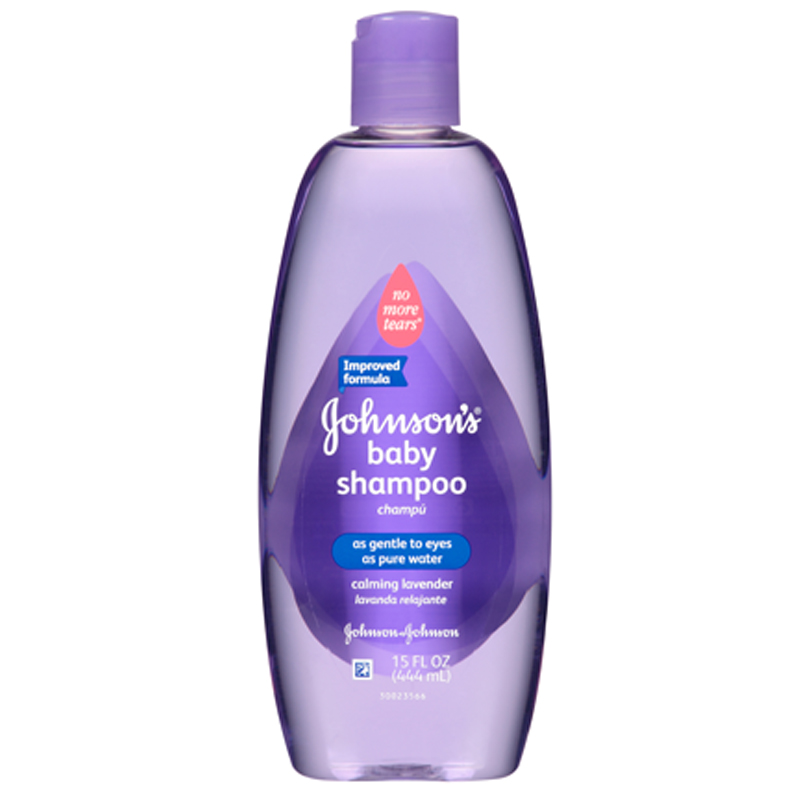 no
more
tears*
Improved
formula
Johnson's®
baby
shampoo
champú
as gentle to eyes
as pure water
calming lavender
lavanda relajante
Johnson & Johnson
15 FL OZ
(444 mL)
30023566